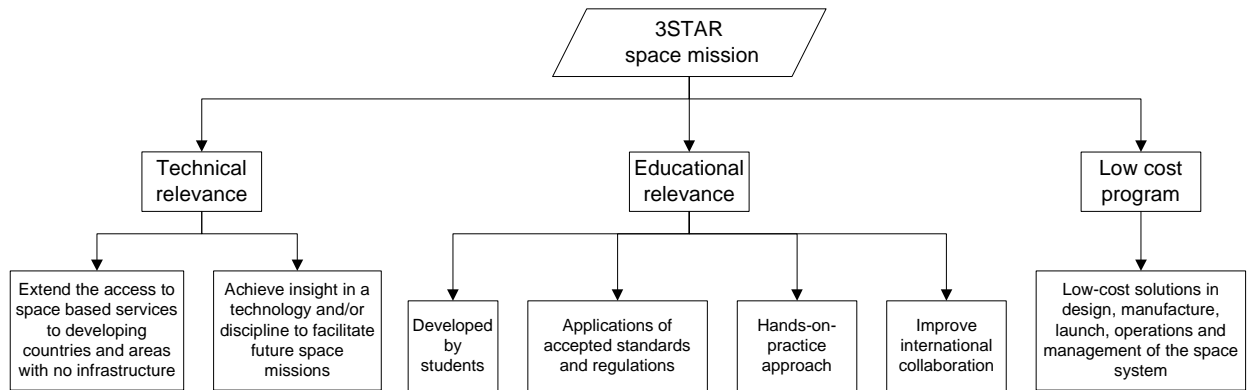 3STAR
space mission
Technical
relevance
Educational
relevance
Low cost
program
Extend the access to
space based services
to developing
countries and areas
with no infrastructure
Achieve insight in a
technology and/or
discipline to facilitate
future space
missions
Developed
by
students
Applications of
accepted standards
and regulations
Hands-on-
practice
approach
Improve
international
collaboration
Low-cost solutions in
design, manufacture,
launch, operations and
management of the space
system